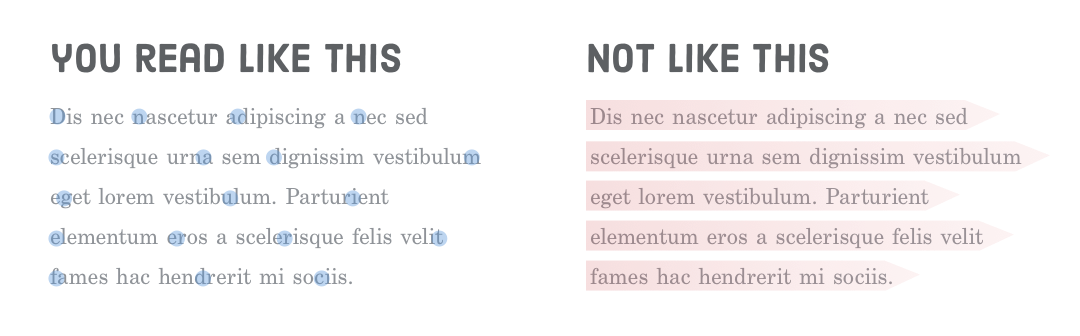 YOU READ LIKE THIS
Dis nec nascetur adipiscing a nec sed
scelerisque urna sem dignissim vestibulum
eget lorem vestibulum. Parturient
elementum eros a scelerisque felis velit
fames hac hendrerit mi sociis.
NOT LIKE THIS
Dis nec nascetur adipiscing a nec sed
scelerisque urna sem dignissim vestibulum
eget lorem vestibulum. Parturient
elementum eros a scelerisque felis velit
fames hac hendrerit mi sociis.